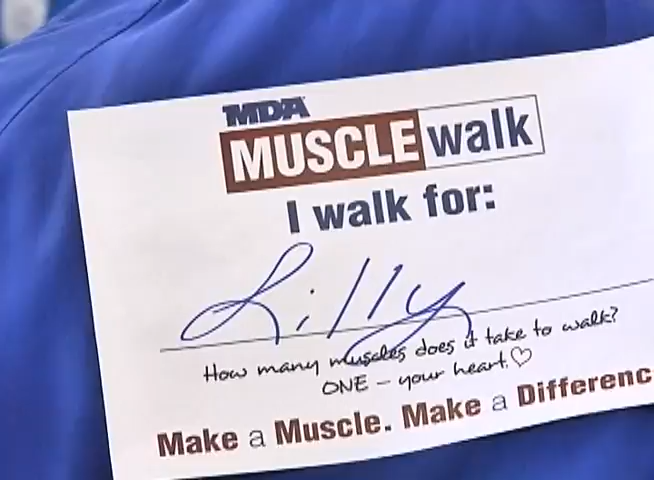 MDA
MUSCLE walk
I walk for:
Lilly
How many muscles does it take to walk?
ONE - your heart.♡
Make a Muscle. Make a Differenc